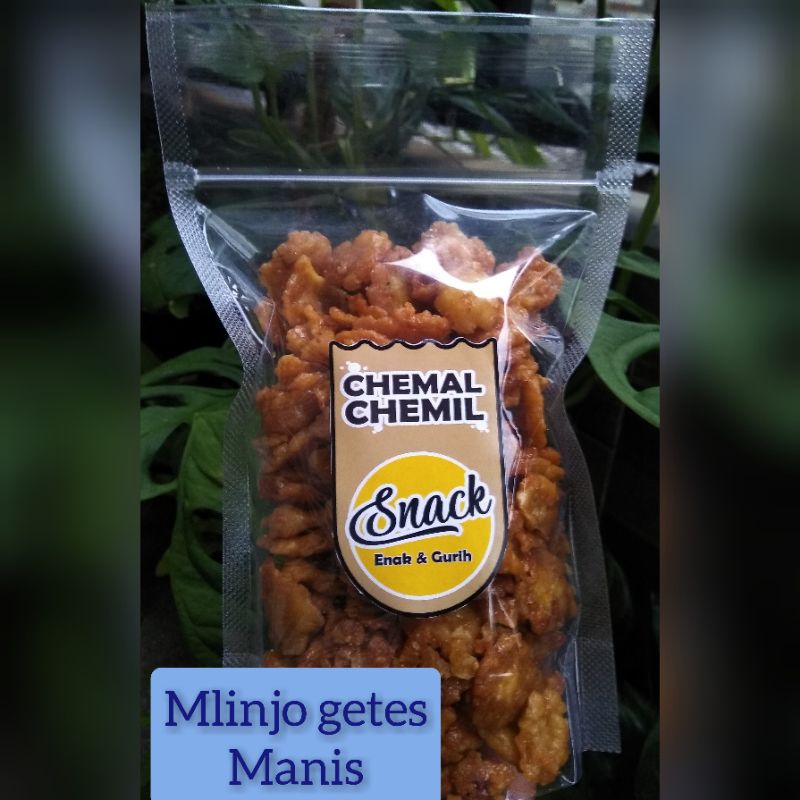 CHEMAL
CHEMIL
Snack
Enak & Gurih
Mlinjo getes
Manis